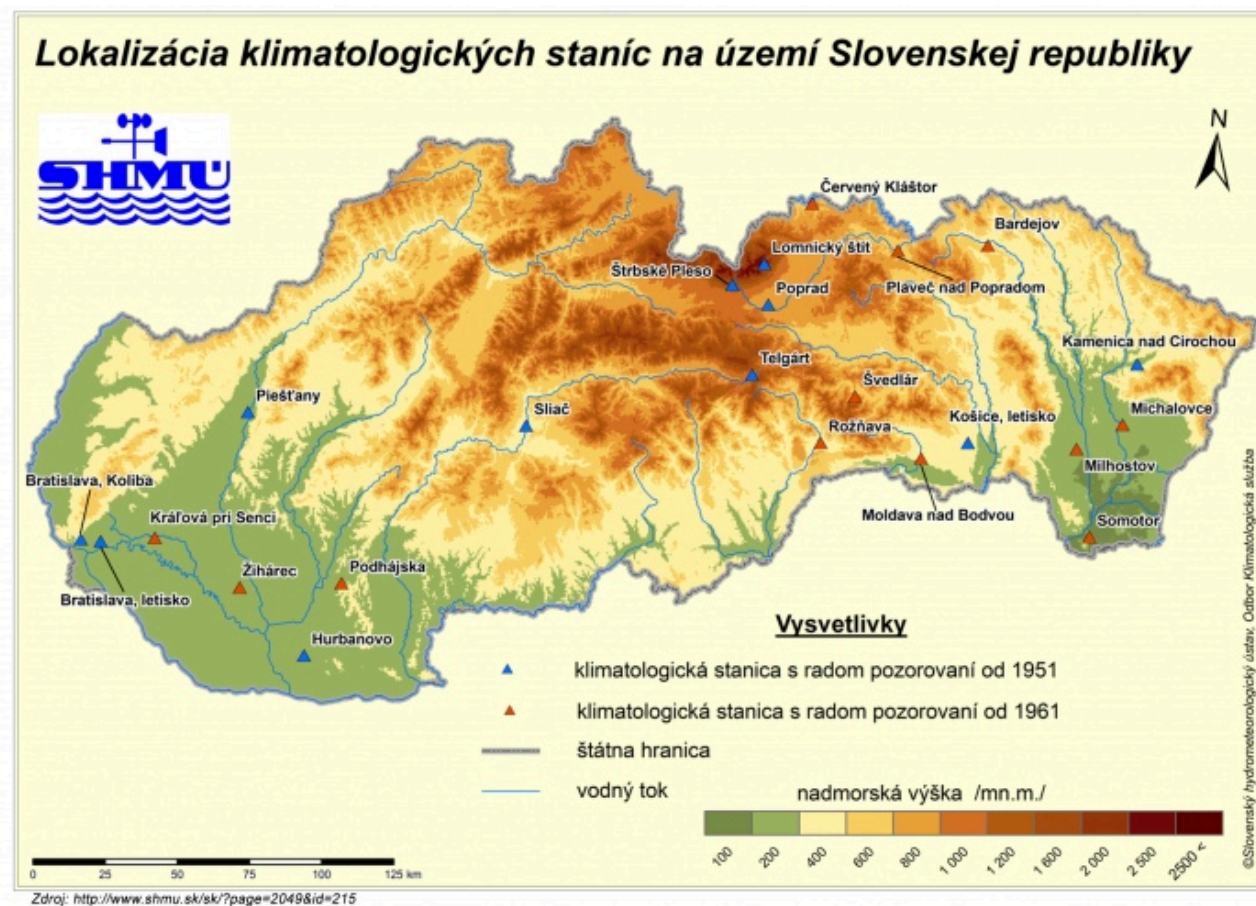 Lokalizácia klimatologických staníc na území Slovenskej republiky
SHMÚ
N
Červený Kláštor
Bardejov
Lomnický štít
Štrbské Pleso
Poprad
Plaveč nad Popradom
Kamenica nad Cirochou
Telgárt
Švedlár
Piešťany
Sliač
Rožňava
Košice, letisko
Michalovce
Milhostov
Bratislava, Koliba
Kráľová pri Senci
Moldava nad Bodvou
Somotor
Žihárec
Podhájska
Bratislava, letisko
Hurbanovo
Vysvetlivky
klimatologická stanica s radom pozorovaní od 1951
klimatologická stanica s radom pozorovaní od 1961
štátna hranica
vodný tok
nadmorská výška /mn.m./
100 200 400 600 800 1 000 1 200 1 600 2 000 2 500 2500 <
0 25 50 75 100 125 km
©Slovenský hydrometeorologický ústav, Odbor Klimatologická služba
Zdroj: http://www.shmu.sk/sk/?page=2049&id=215